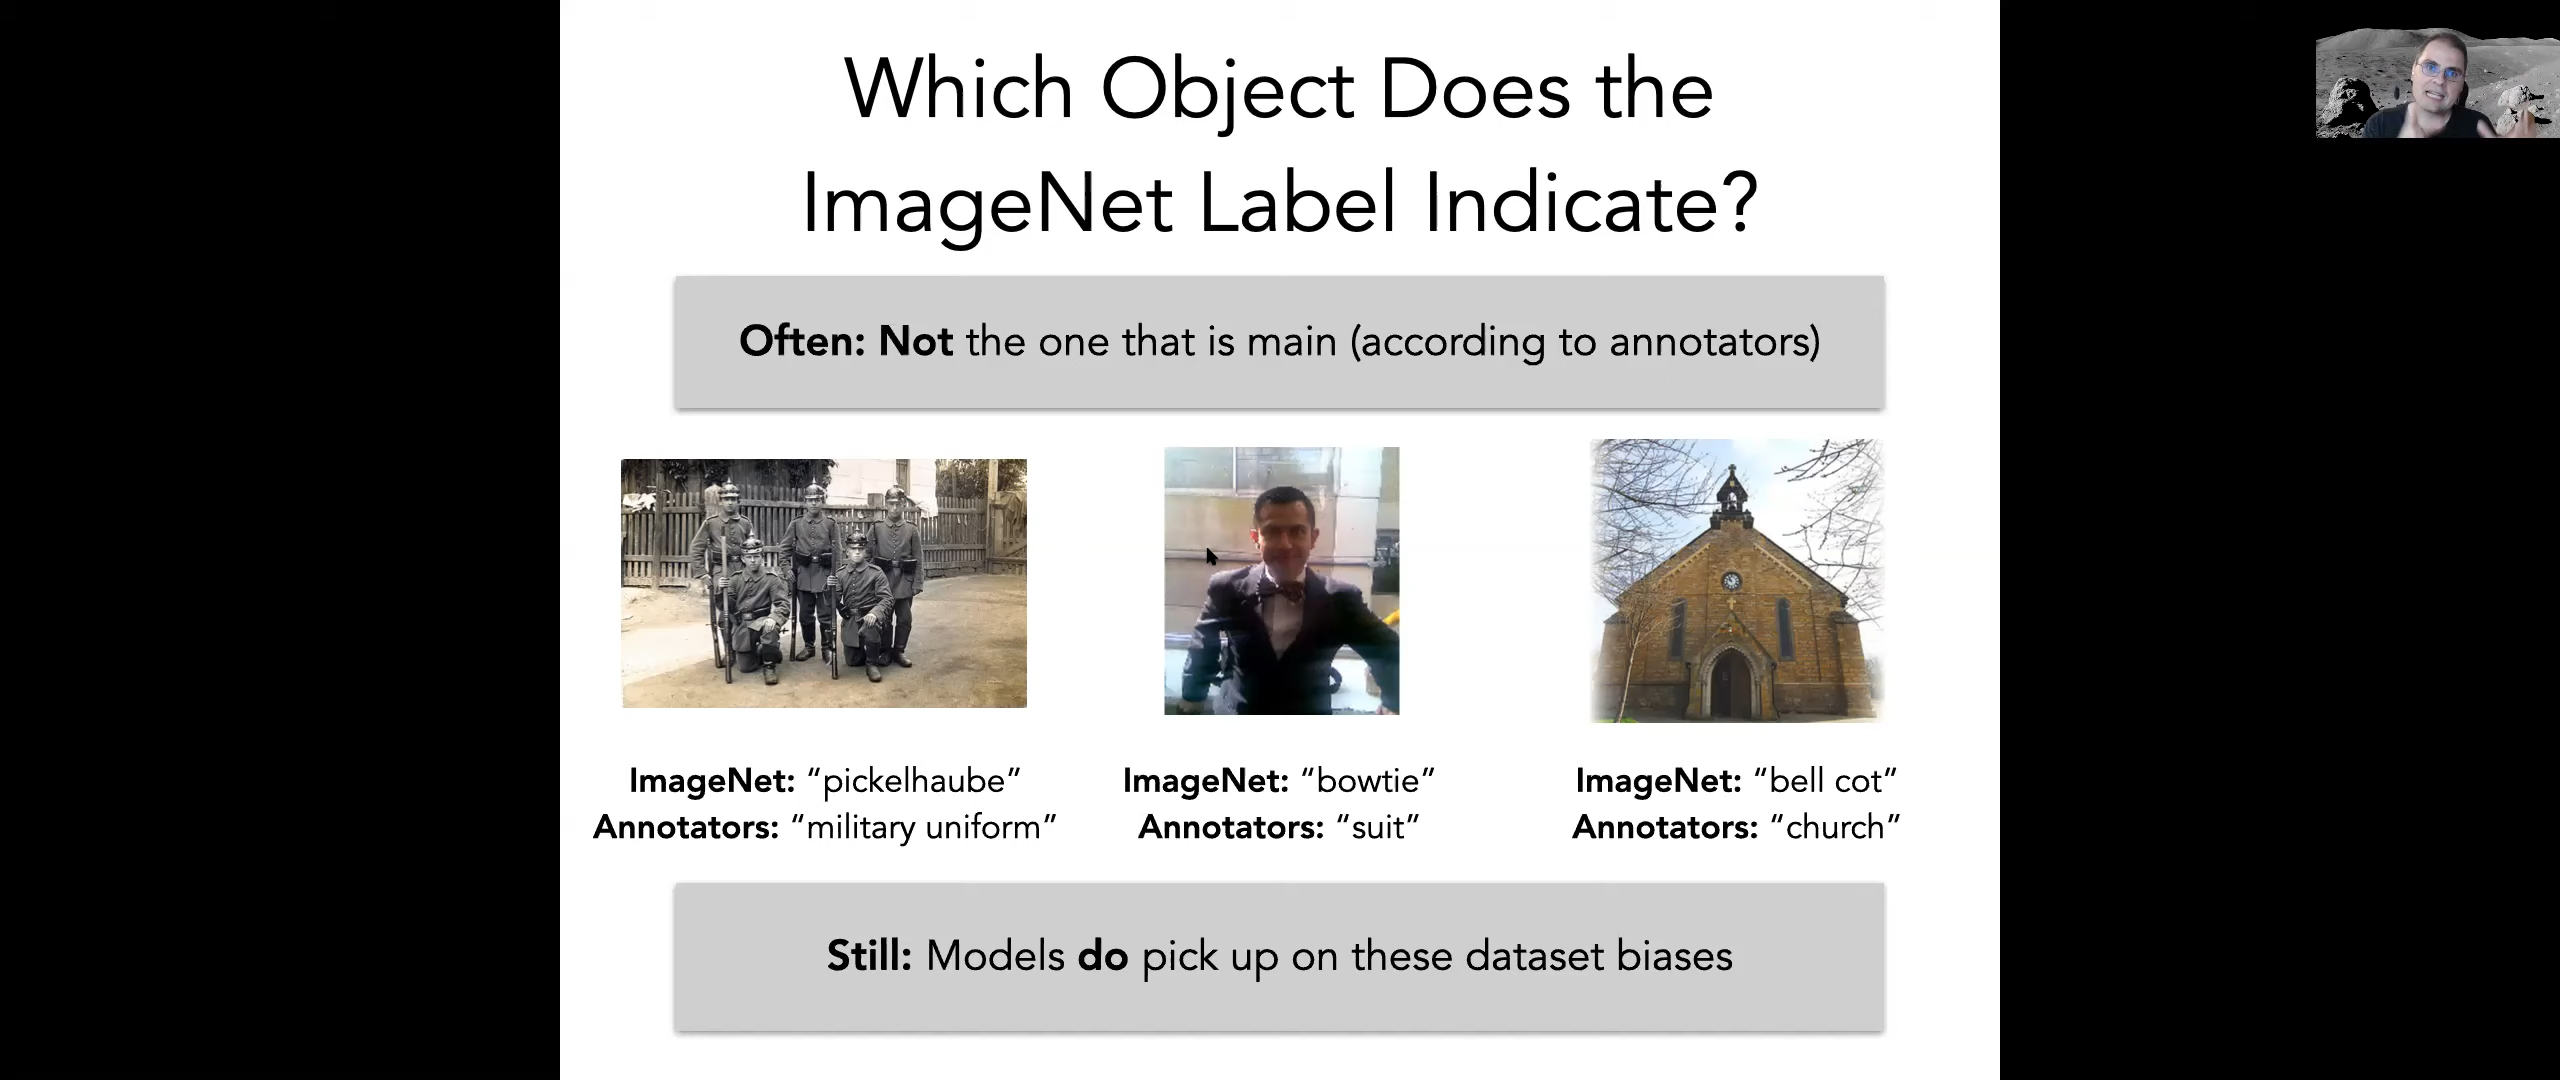 Which Object Does the
ImageNet Label Indicate?
Often: Not the one that is main (according to annotators)
ImageNet: “pickelhaube”
Annotators: “military uniform”
ImageNet: “bowtie”
Annotators: “suit”
ImageNet: “bell cot”
Annotators: “church”
Still: Models do pick up on these dataset biases